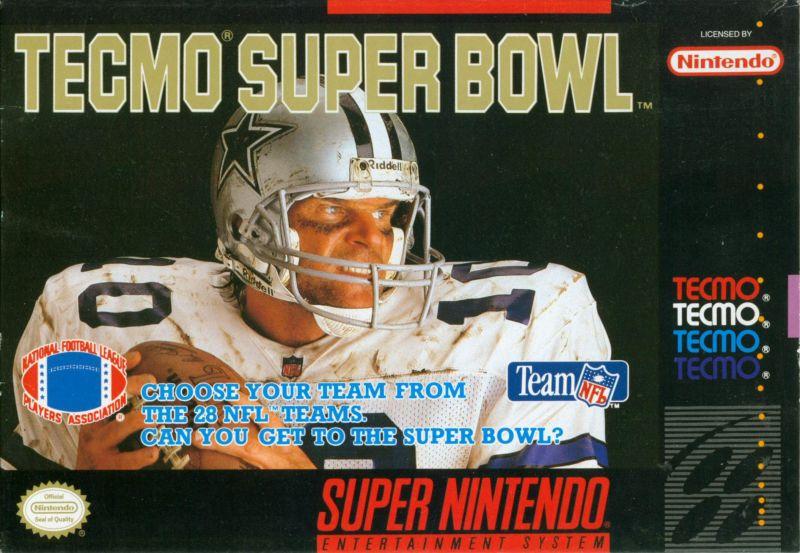 TECMO® SUPER BOWL™
LICENSED BY
Nintendo®
Riddell
Riddell
NATIONAL FOOTBALL LEAGUE
PLAYERS ASSOCIATION
NFL
Team NFL™
CHOOSE YOUR TEAM FROM
THE 28 NFL™ TEAMS.
CAN YOU GET TO THE SUPER BOWL?
TECMO®
TECMO®
TECMO®
TECMO®
Official
Nintendo
Seal of Quality
SUPER NINTENDO®
ENTERTAINMENT SYSTEM